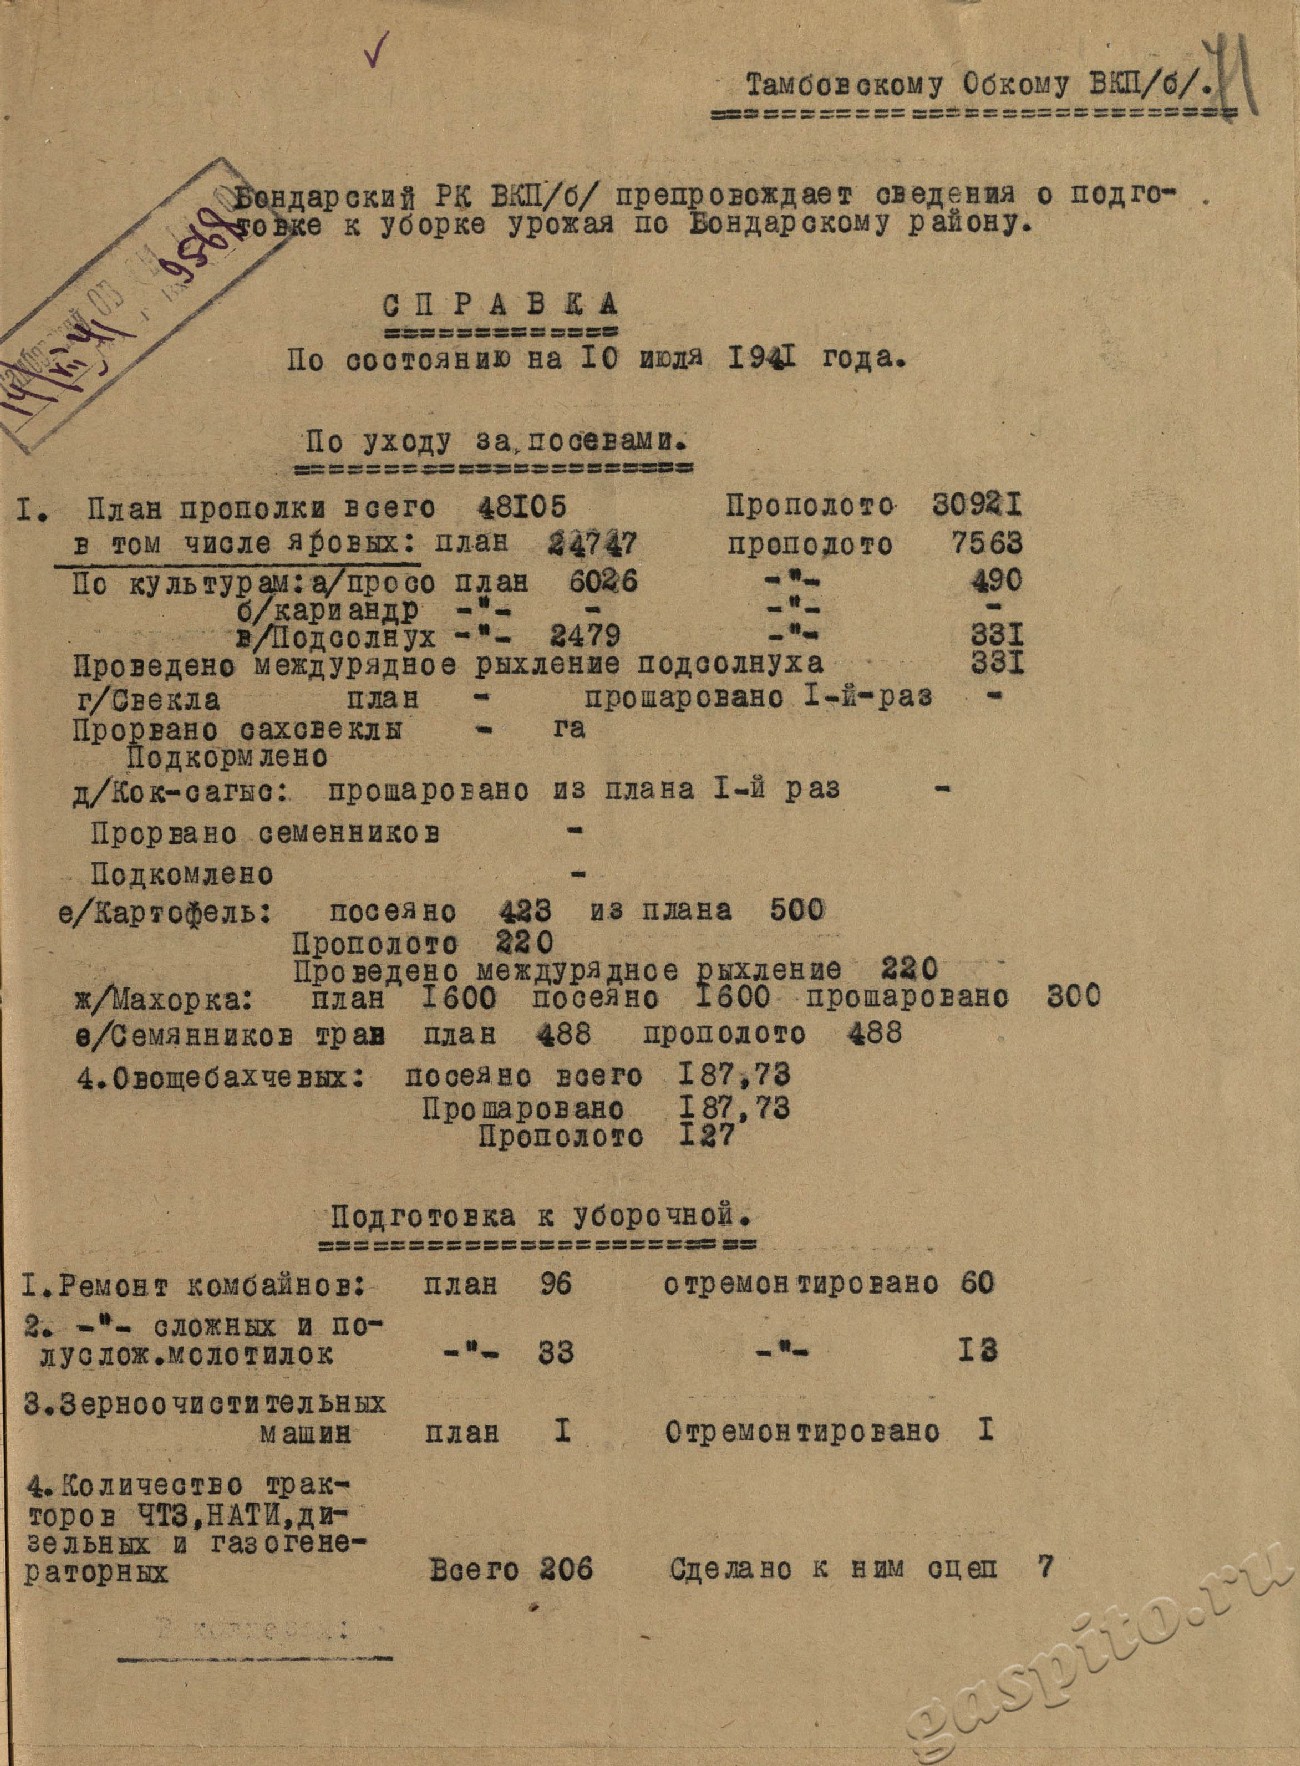 71
Тамбовскому Обкому ВКП/б/.
Бондарский РК ВКП/б/ препровождает сведения о подго-
товке к уборке урожая по Бондарскому району.
9568
СПРАВКА
По состоянию на 10 июля 1941 года.
По уходу за посевами.
I. План прополки всего 48105 Прополото 30921
в том числе яровых: план 24747 прополото 7563
По культурам:а/просо план 6026 -"- 490
б/кариандр -"- - -"- -
в/Подсолнух -"- 2479 -"- 331
Проведено междурядное рыхление подсолнуха 331
г/Свекла план - прошаровано I-й-раз -
Прорвано сахсвеклы - га
Подкормлено
д/Кок-сагыс: прошаровано из плана I-й раз -
Прорвано семенников -
Подкомлено -
е/Картофель: посеяно 423 из плана 500
Прополото 220
Проведено междурядное рыхление 220
ж/Махорка: план 1600 посеяно 1600 прошаровано 300
е/Семянников трав план 488 прополото 488
4.Овощебахчевых: посеяно всего 187,73
Прошаровано 187,73
Прополото 127
Подготовка к уборочной.
I.Ремонт комбайнов: план 96 отремонтировано 60
2. -"- сложных и по-
луслож.молотилок -"- 33 -"- 13
3.Зерноочистительных
машин план I Отремонтировано I
4.Количество трак-
торов ЧТЗ,НАТИ,ди-
зельных и газогене-
раторных Всего 206 Сделано к ним сцеп 7
gaspito.ru